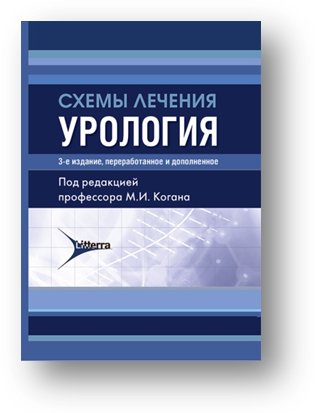 СХЕМЫ ЛЕЧЕНИЯ
УРОЛОГИЯ
3-е издание, переработанное и дополненное
Под редакцией
профессора М.И. Когана
Litterra